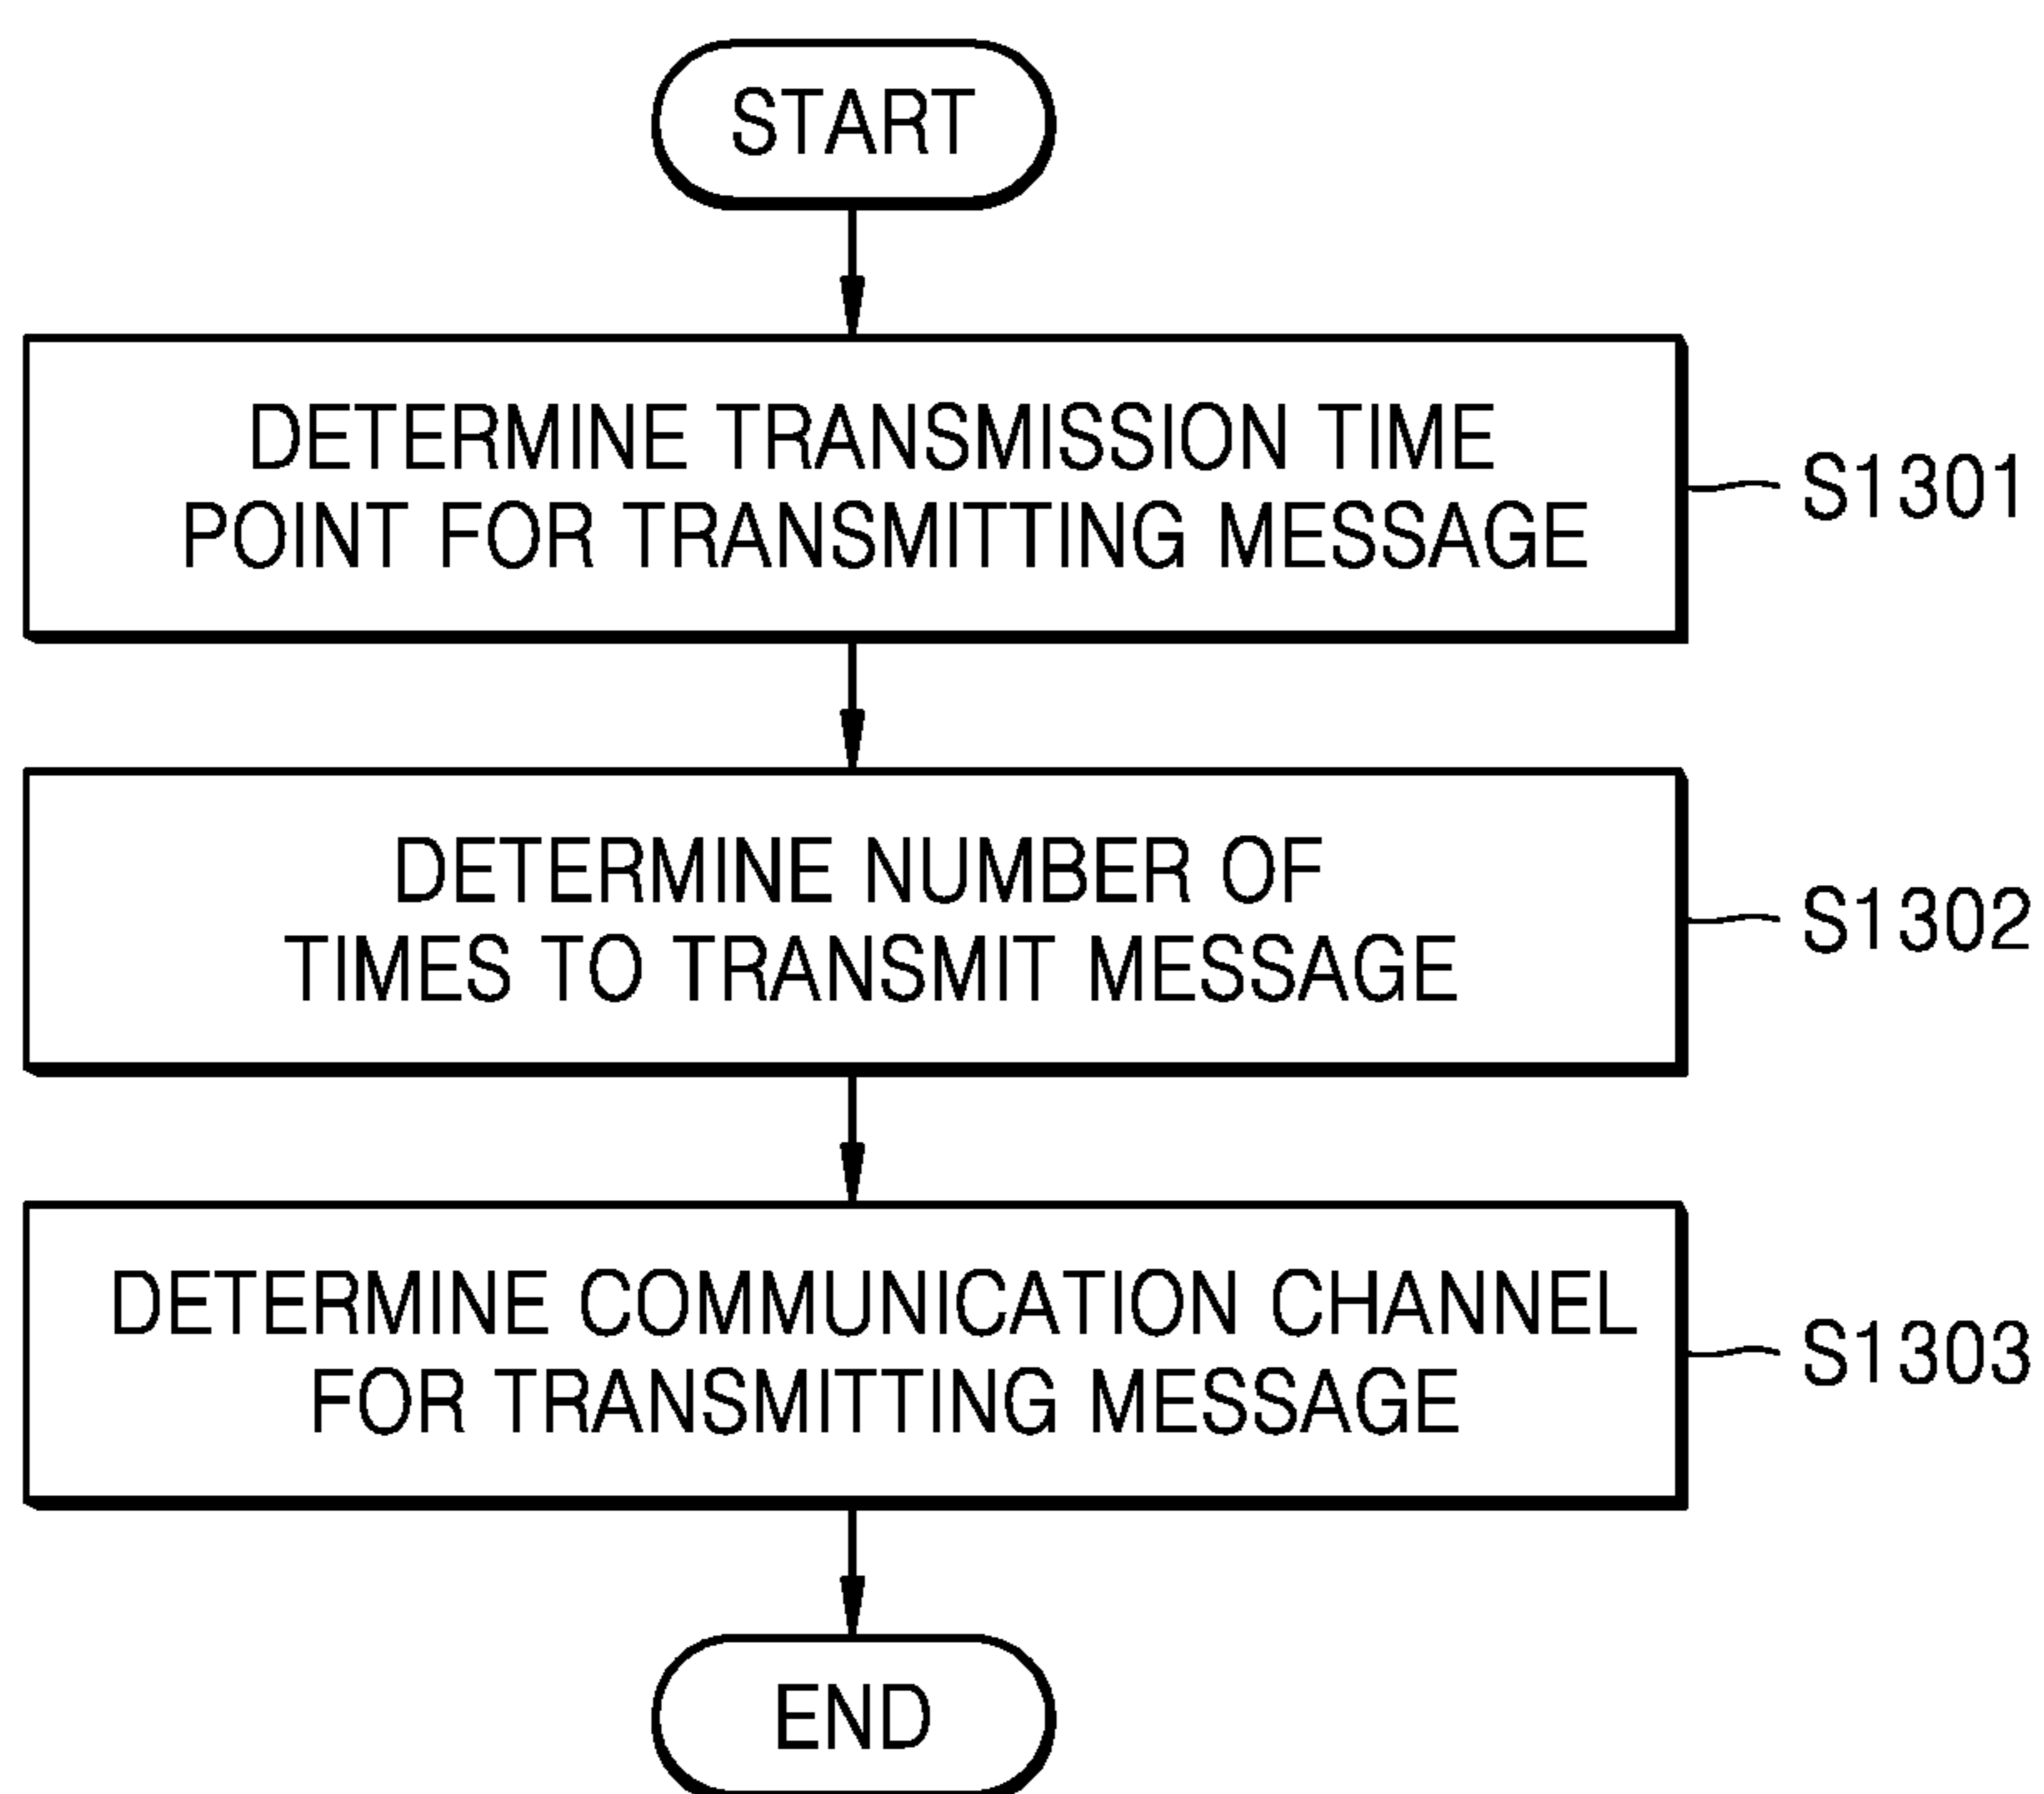 START
DETERMINE TRANSMISSION TIME
POINT FOR TRANSMITTING MESSAGE
S1301
DETERMINE NUMBER OF
TIMES TO TRANSMIT MESSAGE
S1302
DETERMINE COMMUNICATION CHANNEL
FOR TRANSMITTING MESSAGE
S1303
END